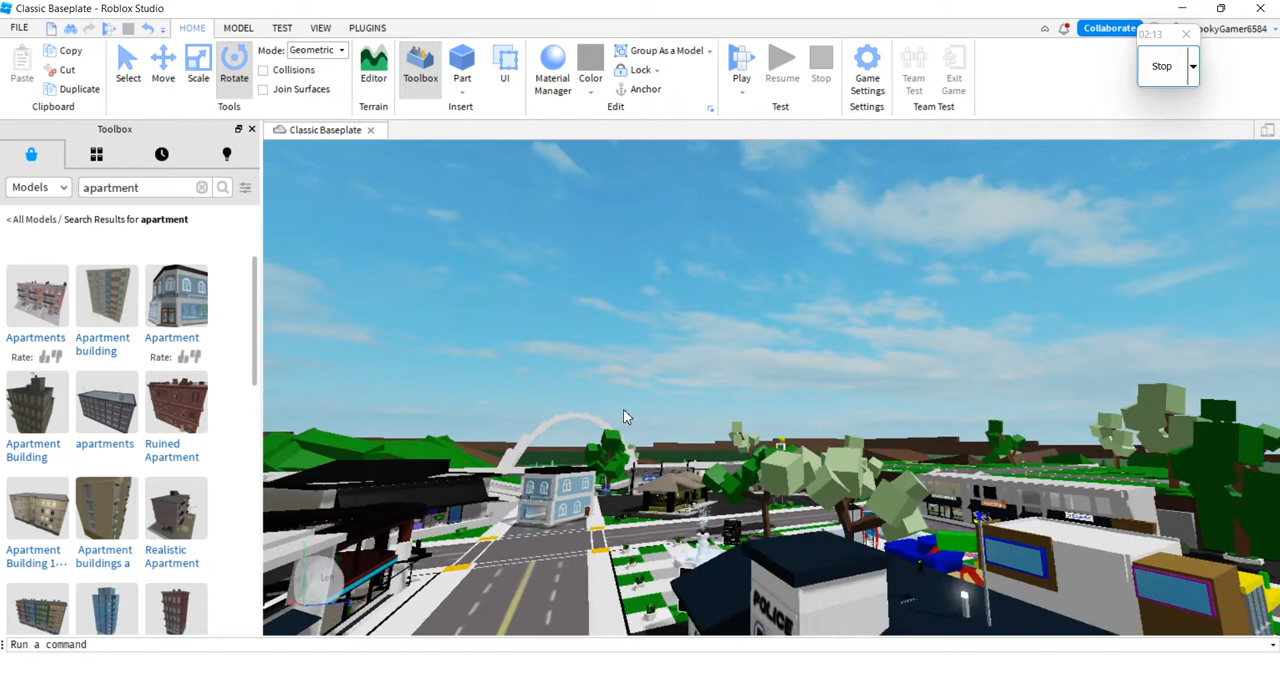 Classic Baseplate - Roblox Studio
FILE
HOME
MODEL
TEST
VIEW
PLUGINS
Collaborate
ookyGamer6584
02:13
Stop
Paste
Copy
Cut
Duplicate
Clipboard
Select
Move
Scale
Rotate
Mode: Geometric
Collisions
Join Surfaces
Tools
Editor
Terrain
Toolbox
Part
Insert
UI
Material Manager
Color
Group As a Model
Lock
Anchor
Edit
Play
Resume
Stop
Test
Game Settings
Settings
Team Test
Exit Game
Team Test
Toolbox
Classic Baseplate
Models
apartment
< All Models / Search Results for apartment
Apartments
Apartment building
Apartment
Rate:
Rate:
Apartment Building
apartments
Ruined Apartment
Apartment Building 1···
Apartment buildings a
Realistic Apartment
POLICE
Run a command